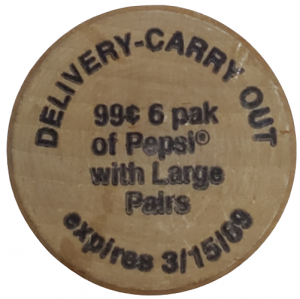 DELIVERY-CARRY OUT
99¢ 6 pak
of Pepsi®
with Large
Pairs
expires 3/15/69